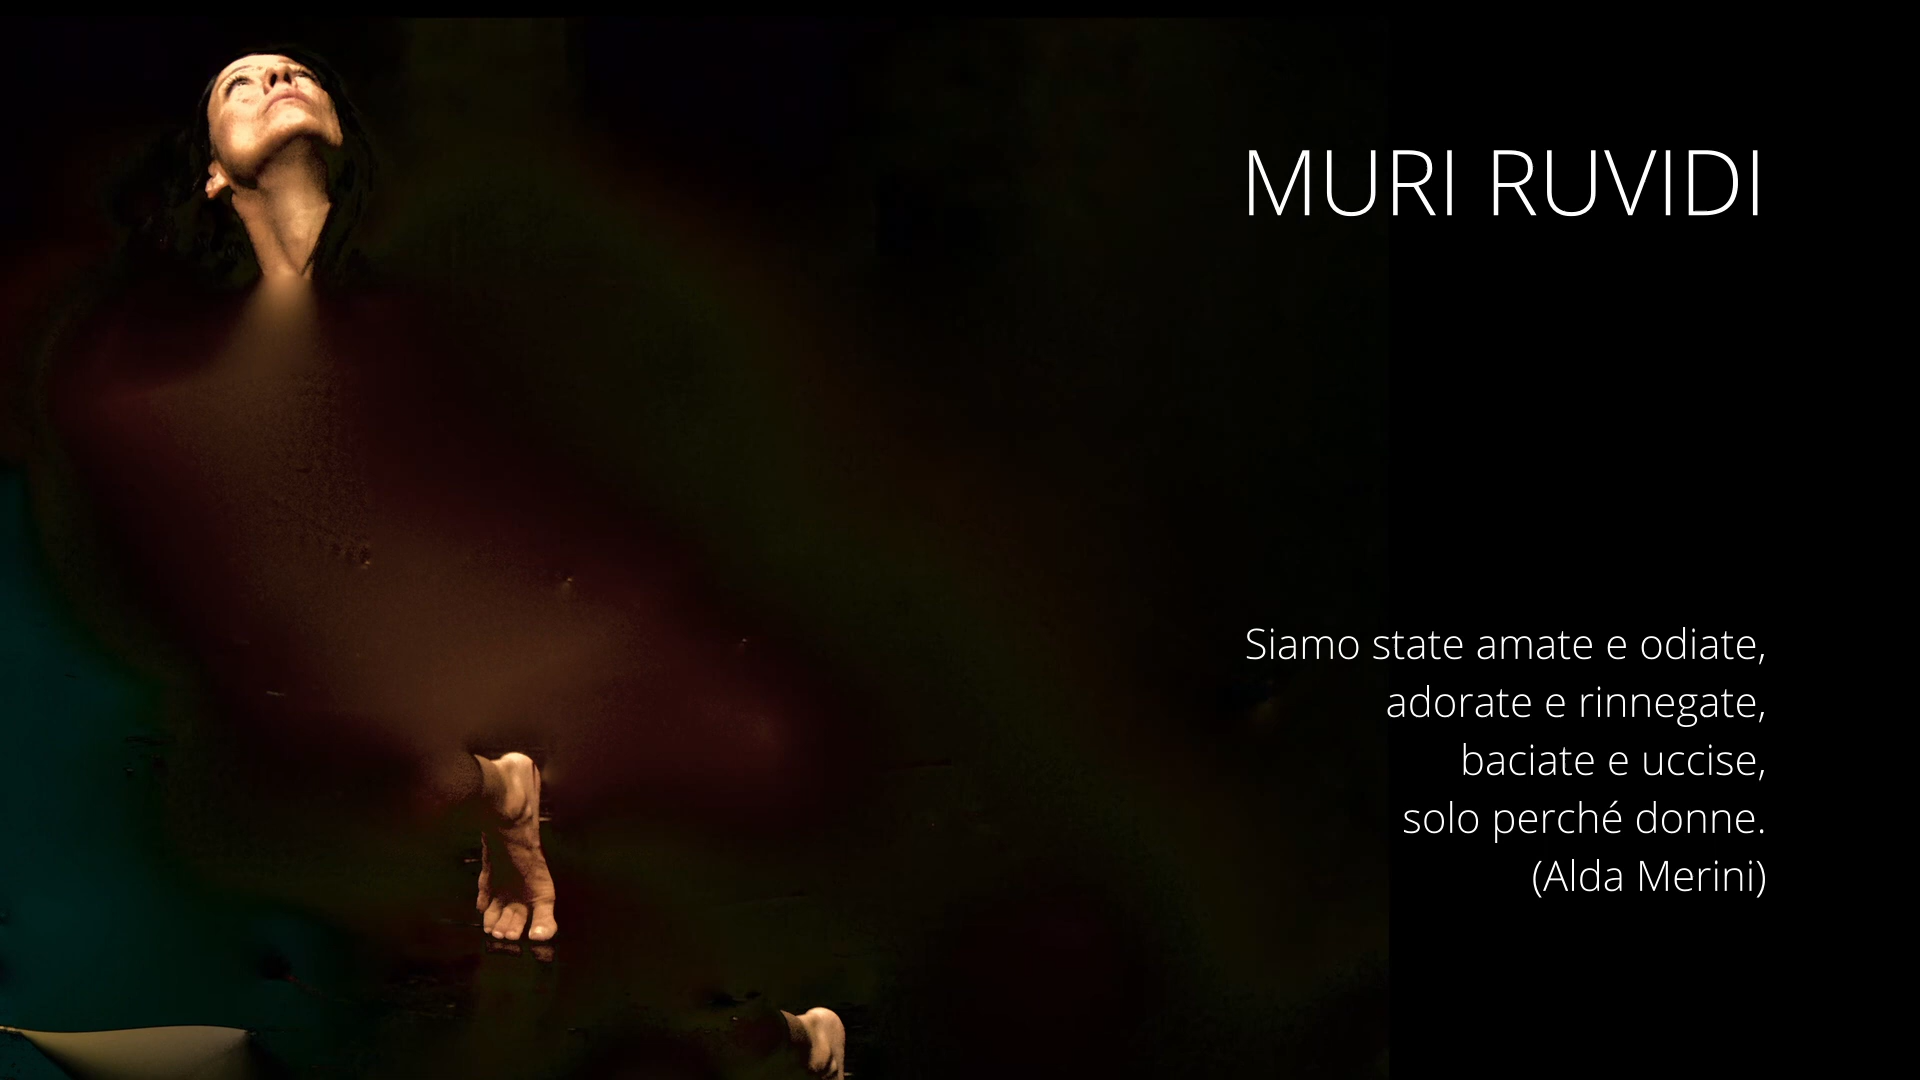 MURI RUVIDI
Siamo state amate e odiate,
adorate e rinnegate,
baciate e uccise,
solo perché donne.
(Alda Merini)